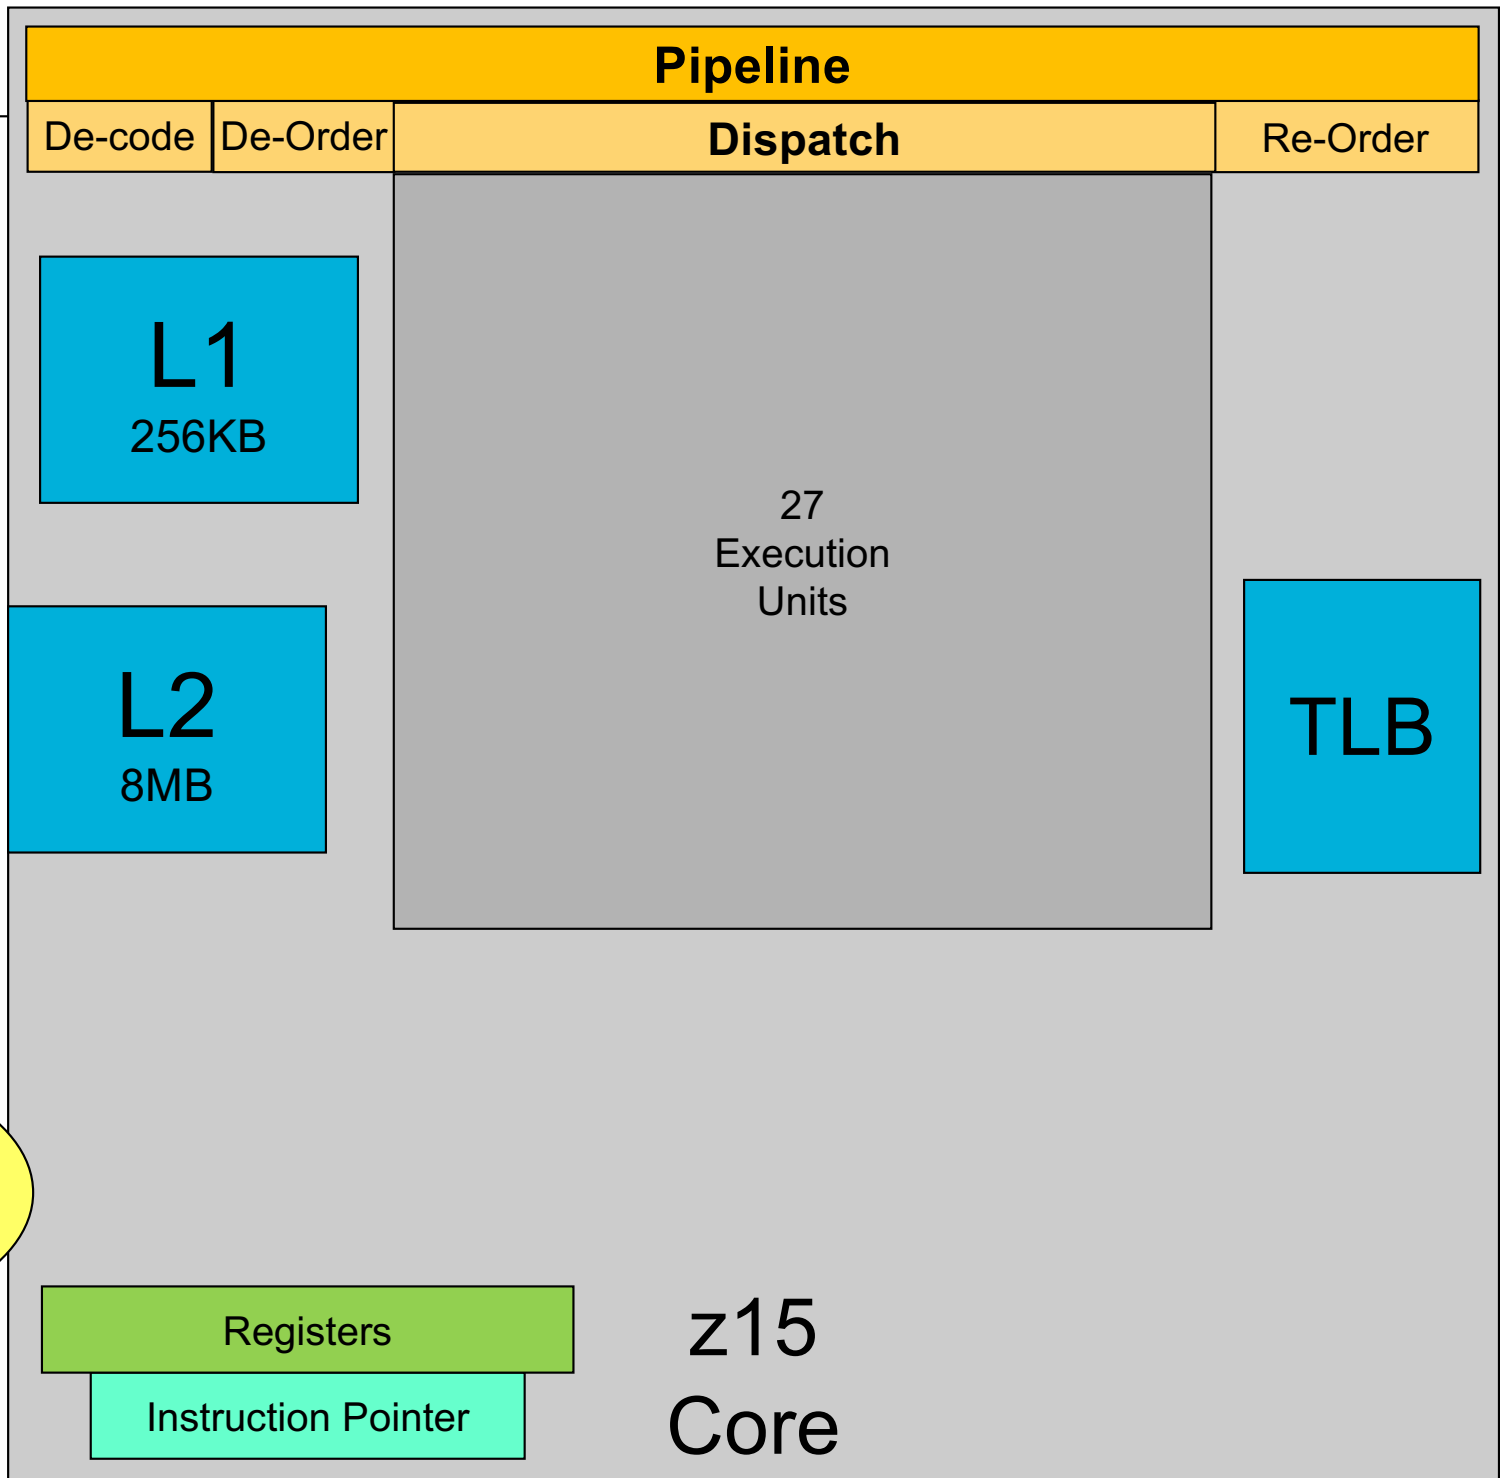 Pipeline
De-code
De-Order
Dispatch
Re-Order
L1
256KB
27
Execution
Units
L2
8MB
TLB
Registers
Instruction Pointer
z15
Core